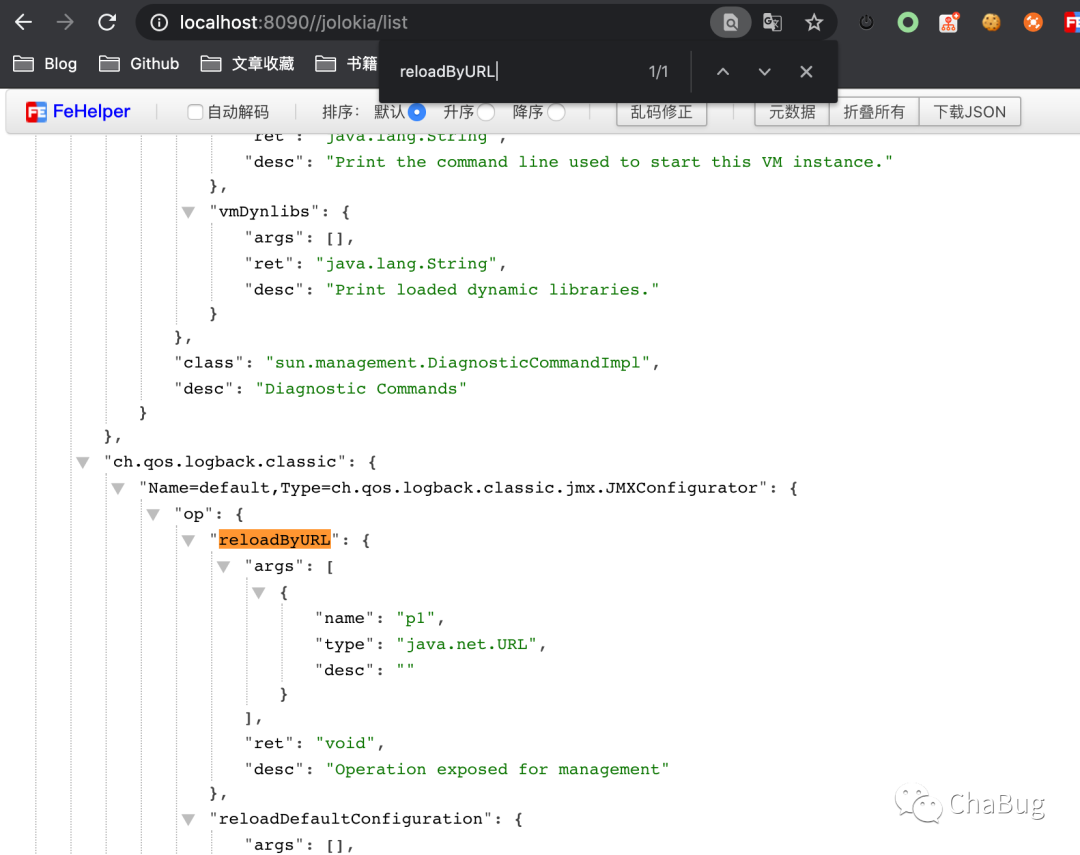 localhost:8090//jolokia/list
Blog Github 文章收藏 书籍
reloadByURL 1/1
FeHelper 自动解码 排序: 默认 升序 降序 乱码修正 元数据 折叠所有 下载JSON
"ret": "java.lang.String",
"desc": "Print the command line used to start this VM instance."
},
"vmDynlibs": {
"args": [],
"ret": "java.lang.String",
"desc": "Print loaded dynamic libraries."
}
},
"class": "sun.management.DiagnosticCommandImpl",
"desc": "Diagnostic Commands"
}
},
"ch.qos.logback.classic": {
"Name=default,Type=ch.qos.logback.classic.jmx.JMXConfigurator": {
"op": {
"reloadByURL": {
"args": [
{
"name": "p1",
"type": "java.net.URL",
"desc": ""
}
],
"ret": "void",
"desc": "Operation exposed for management"
},
"reloadDefaultConfiguration": {
"args": [],
ChaBug